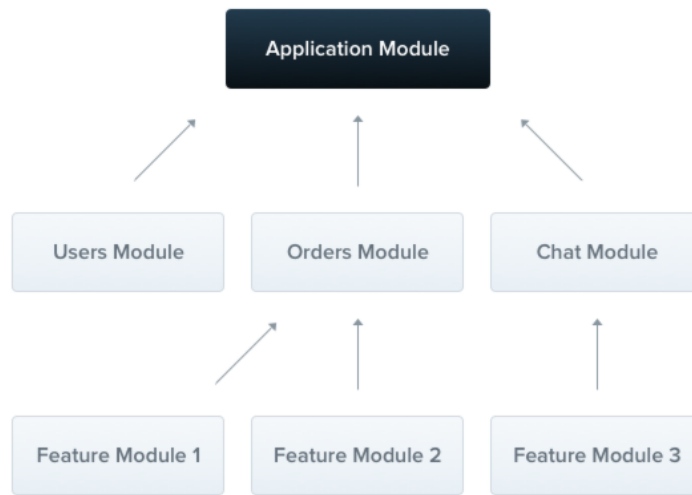 Application Module
Users Module
Orders Module
Chat Module
Feature Module 1
Feature Module 2
Feature Module 3